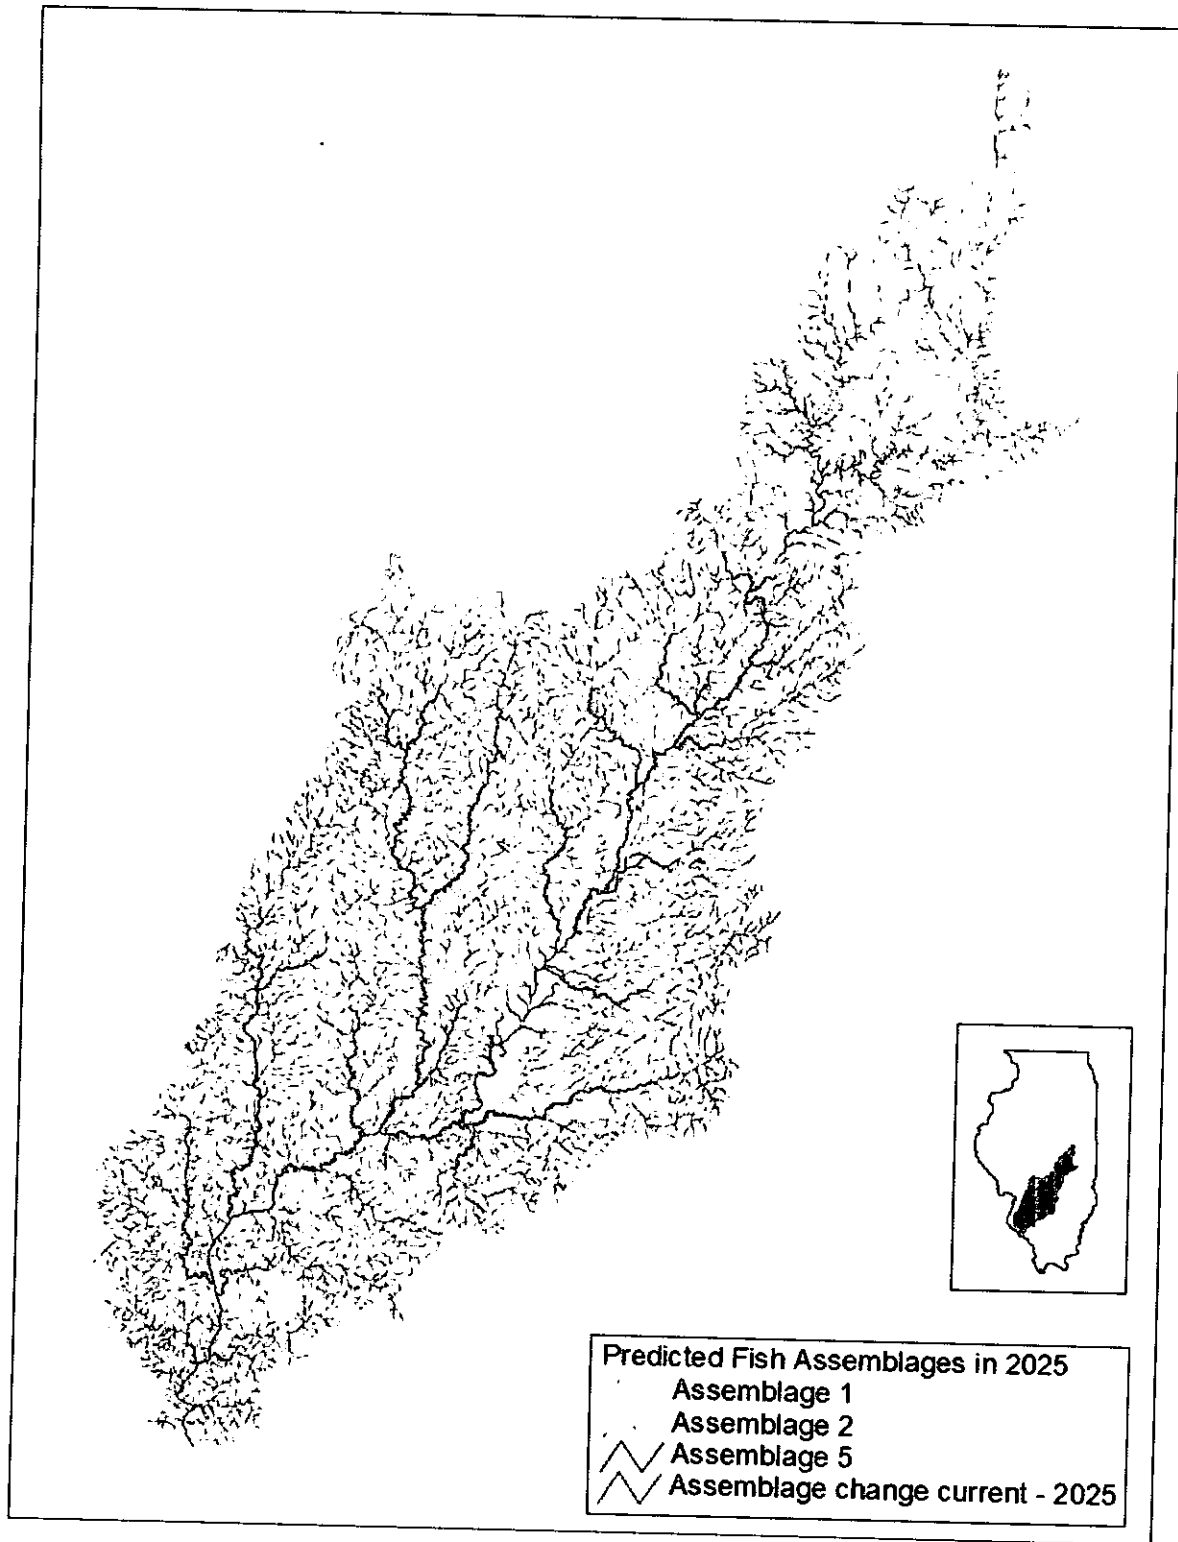 Predicted Fish Assemblages in 2025
Assemblage 1
Assemblage 2
Assemblage 5
Assemblage change current - 2025